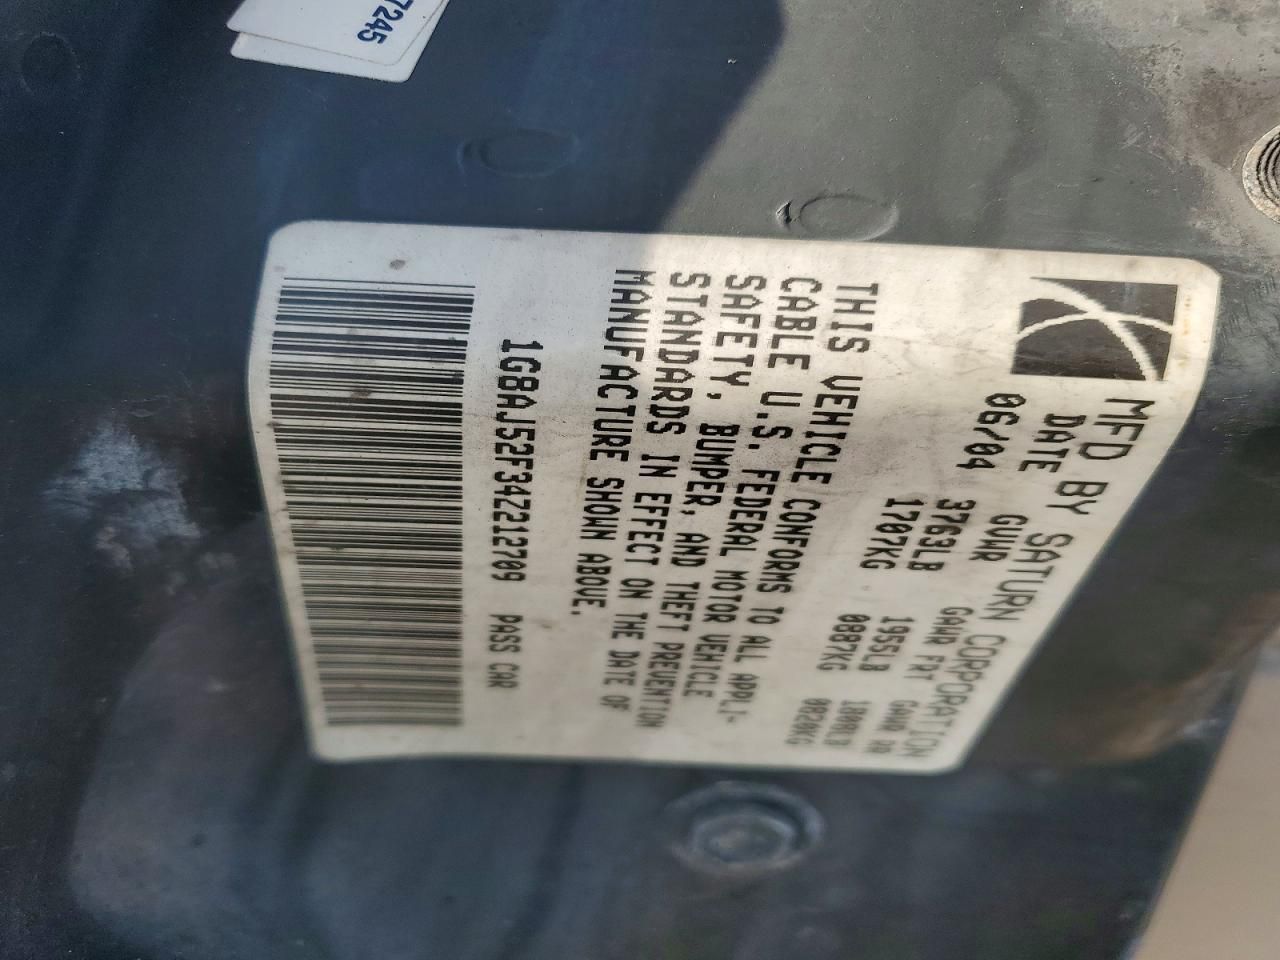 7245
MFD BY SATURN CORPORATION
DATE GVWR GAWR FRT GAWR RR
06/04 3763LB 1955LB 1808LB
1707KG 0887KG 0820KG
THIS VEHICLE CONFORMS TO ALL APPLI-
CABLE U.S. FEDERAL MOTOR VEHICLE
SAFETY, BUMPER, AND THEFT PREVENTION
STANDARDS IN EFFECT ON THE DATE OF
MANUFACTURE SHOWN ABOVE.
1G8AJ52F34Z212709 PASS CAR